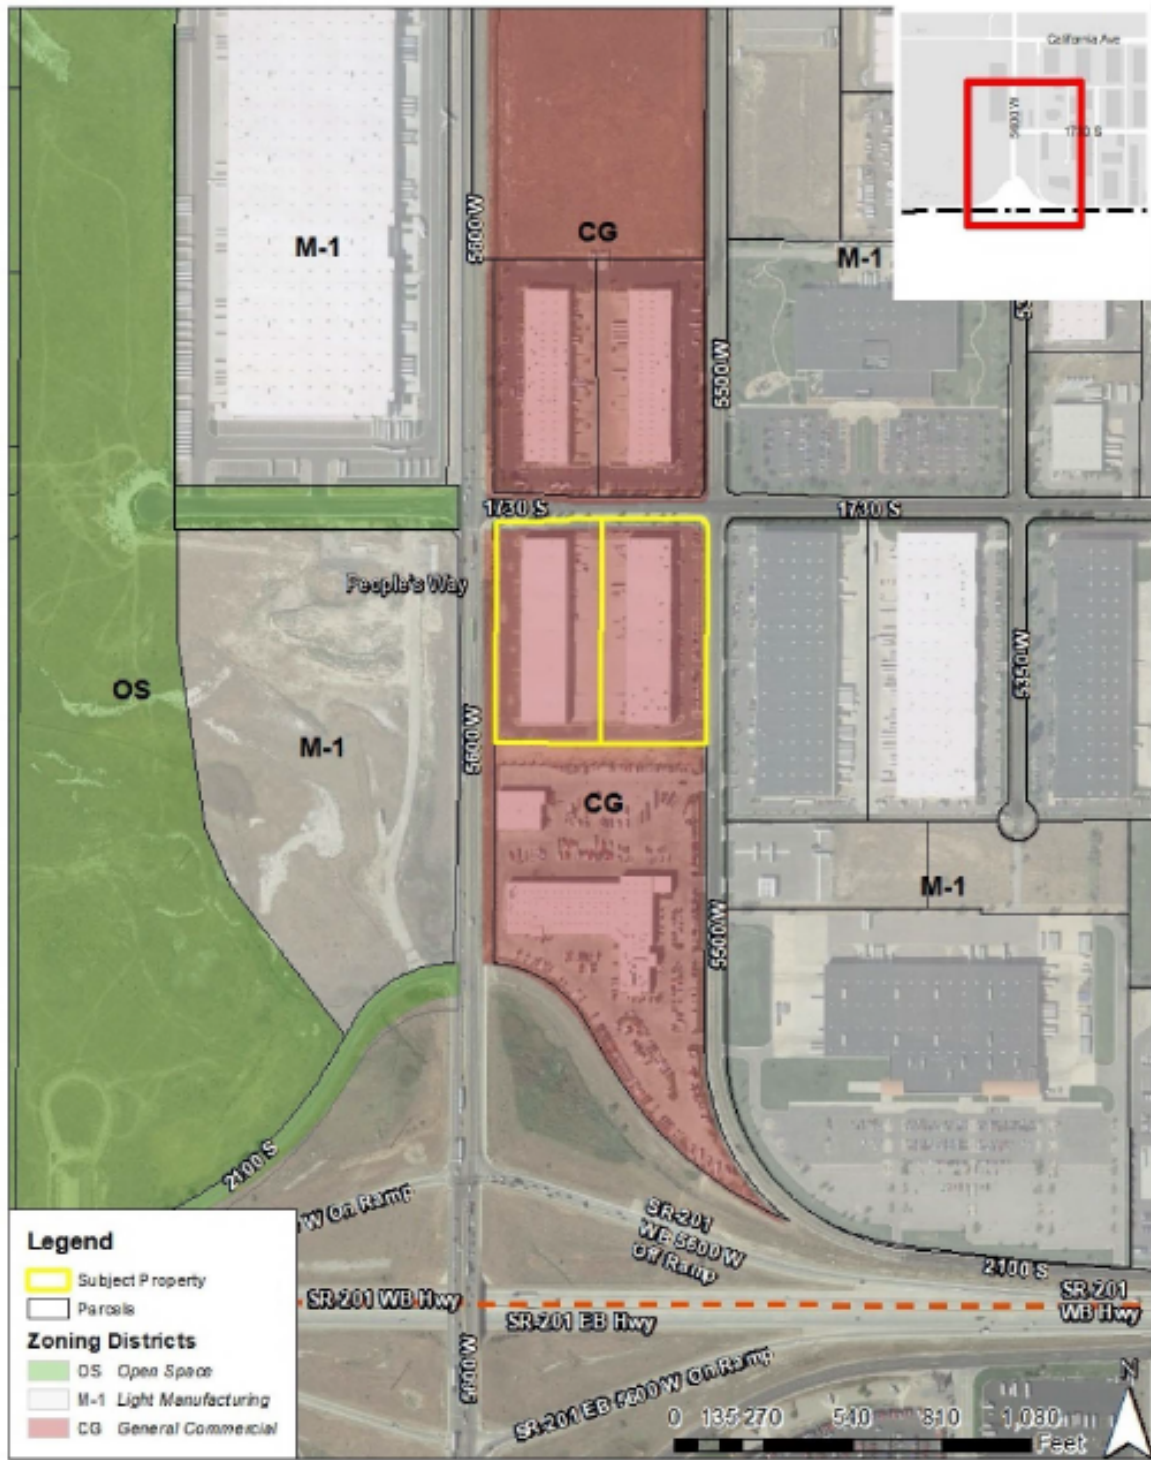 California Ave
5600 W
1730 S
M-1
5600 W
CG
M-1
5500 W
1730 S
1730 S
People's Way
OS
M-1
5600 W
CG
5350 W
M-1
5500 W
2100 S
W On Ramp
SR-201
WB 5600 W
Off Ramp
2100 S
SR-201 WB Hwy
SR-201
WB Hwy
SR-201 EB Hwy
5600 W
SR-201 EB 5600 W On Ramp
Legend
Subject Property
Parcels
Zoning Districts
OS Open Space
M-1 Light Manufacturing
CG General Commercial
N
0 135 270 540 810 1,080
Feet